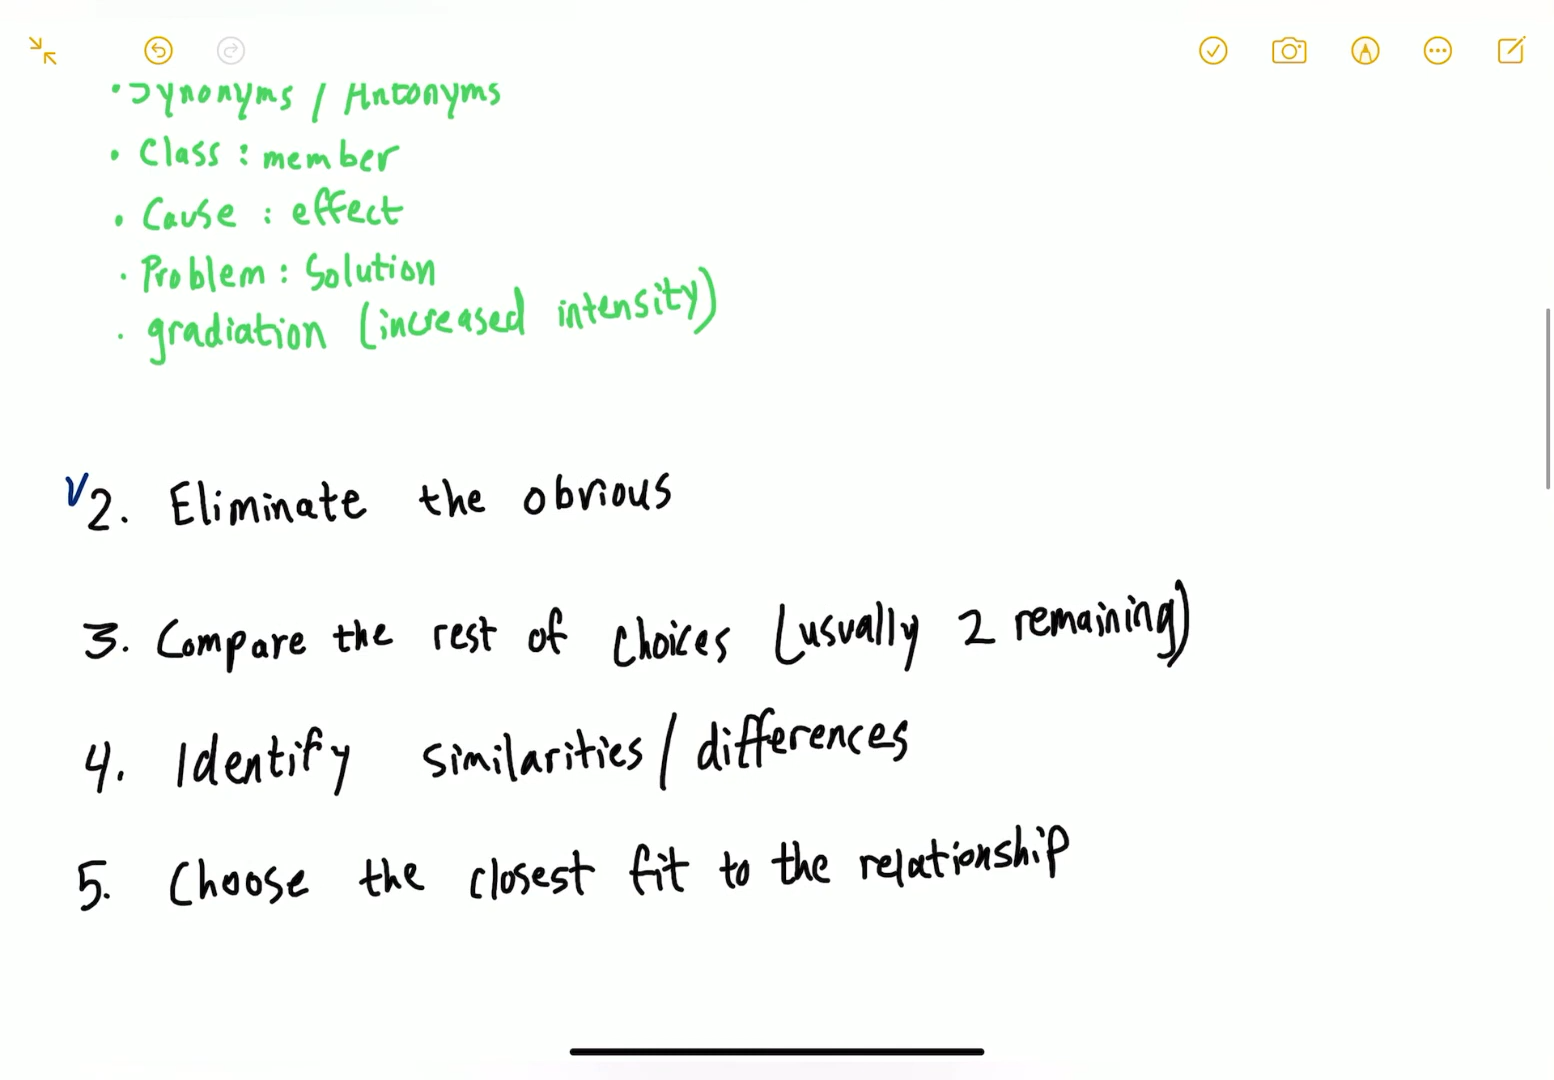 • Synonyms / Antonyms
• Class : member
• Cause : effect
• Problem : Solution
• gradiation (increased intensity)
✓2. Eliminate the obvious
3. Compare the rest of choices (usually 2 remaining)
4. Identify similarities / differences
5. Choose the closest fit to the relationship